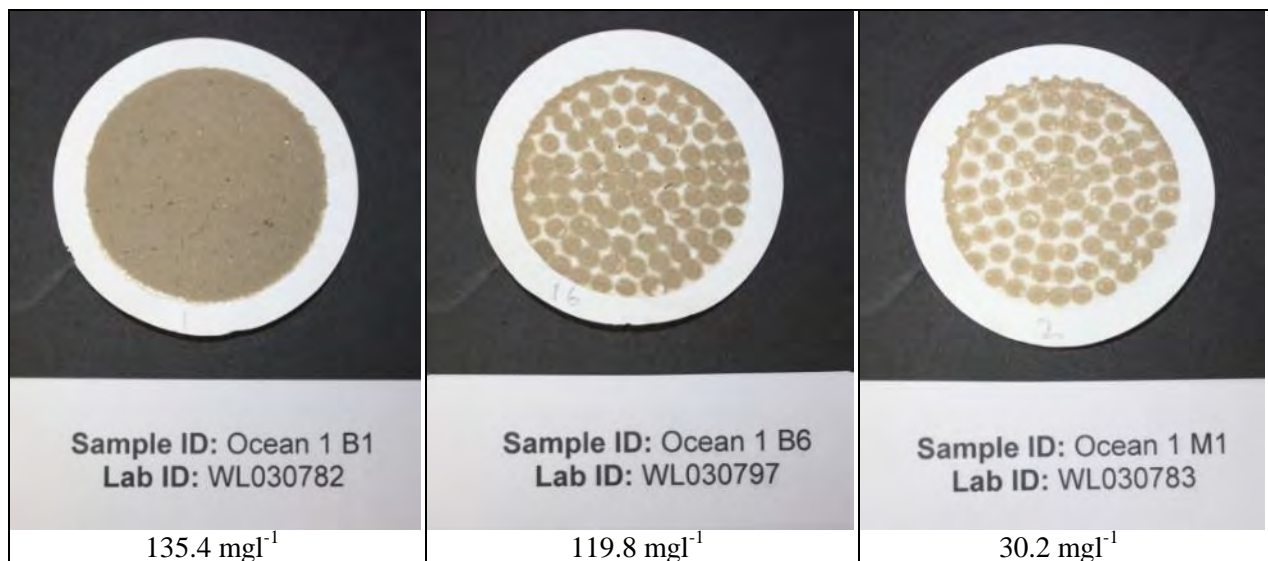 1
Sample ID: Ocean 1 B1
Lab ID: WL030782
135.4 mgl⁻¹
16
Sample ID: Ocean 1 B6
Lab ID: WL030797
119.8 mgl⁻¹
2
Sample ID: Ocean 1 M1
Lab ID: WL030783
30.2 mgl⁻¹